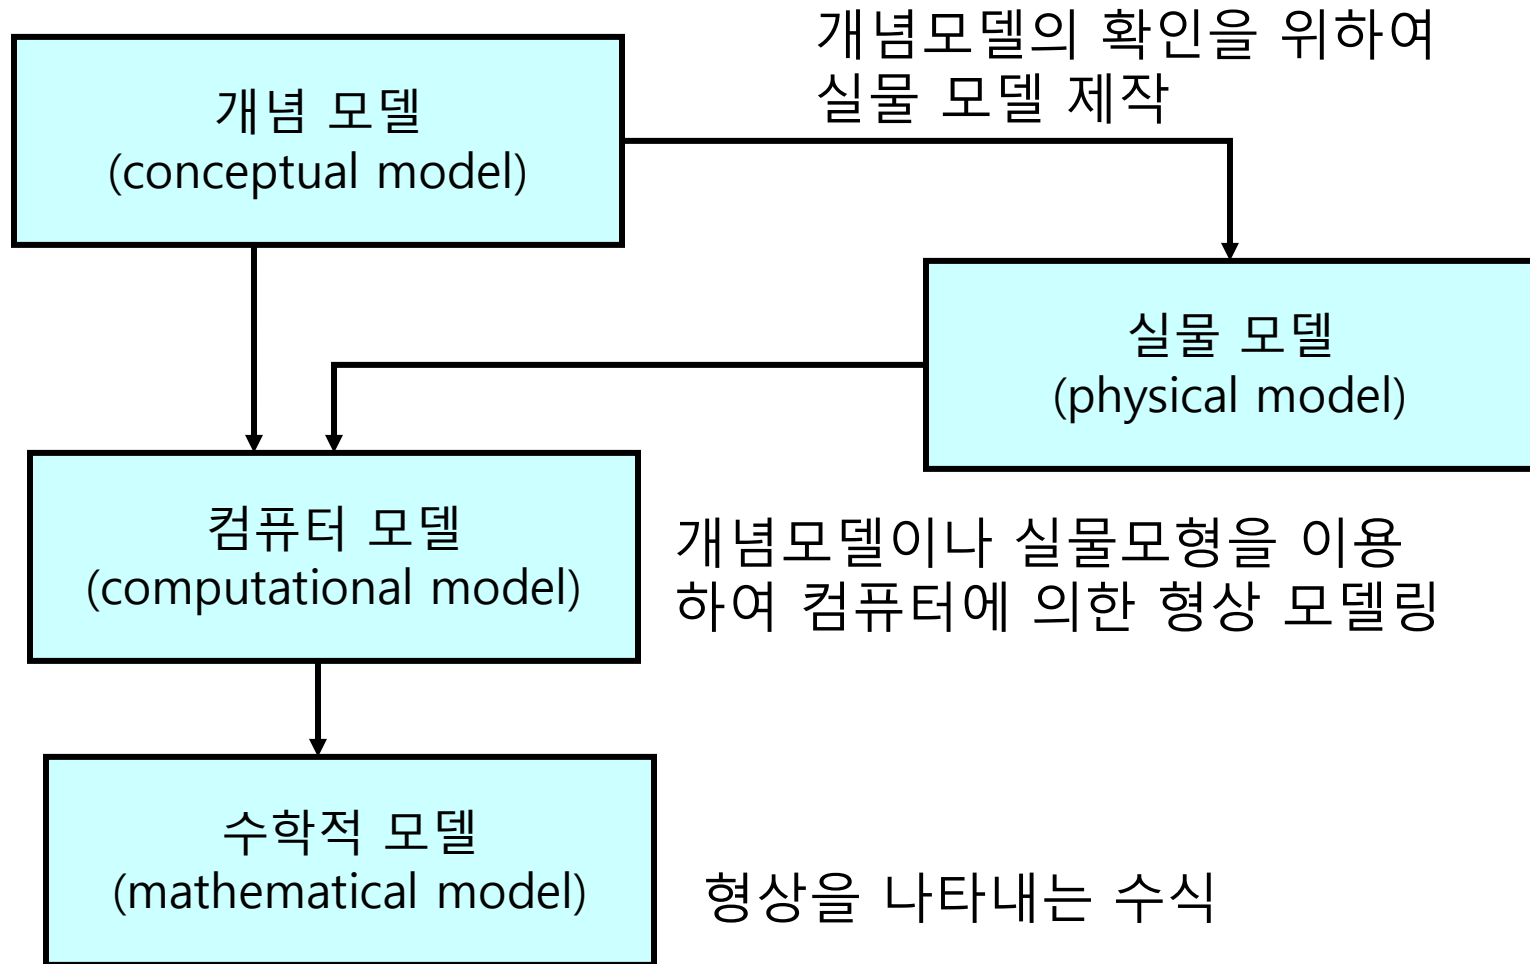 개념모델의 확인을 위하여
실물 모델 제작
개념 모델
(conceptual model)
실물 모델
(physical model)
컴퓨터 모델
(computational model)
개념모델이나 실물모형을 이용
하여 컴퓨터에 의한 형상 모델링
수학적 모델
(mathematical model)
형상을 나타내는 수식